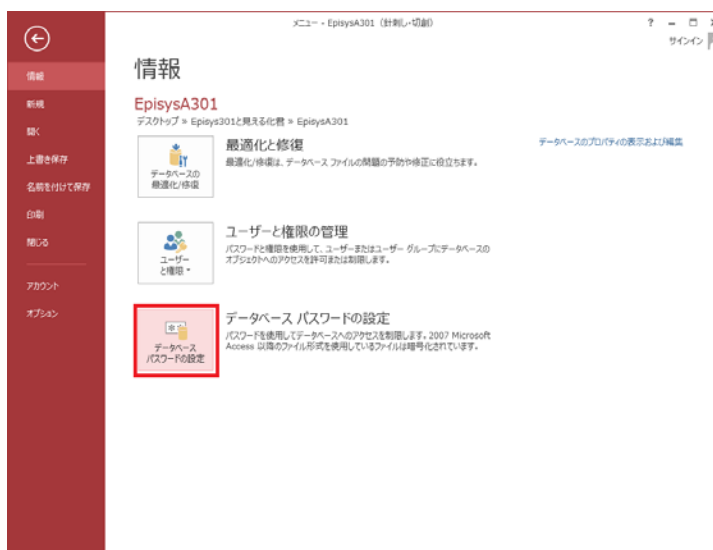 メニュー - EpisysA301 (針刺し・切創)
?
サインイン
情報
新規
開く
上書き保存
名前を付けて保存
印刷
閉じる
アカウント
オプション
情報
EpisysA301
デスクトップ » Episys301と見える化君 » EpisysA301
データベースの
最適化/修復
最適化と修復
最適化/修復は、データベース ファイルの問題の予防や修正に役立ちます。
データベースのプロパティの表示および編集
ユーザー
と権限
ユーザーと権限の管理
パスワードと権限を使用して、ユーザーまたはユーザー グループにデータベースの
オブジェクトへのアクセスを許可または制限します。
データベース
パスワードの設定
データベース パスワードの設定
パスワードを使用してデータベースへのアクセスを制限します。2007 Microsoft
Access 以降のファイル形式を使用しているファイルは暗号化されています。